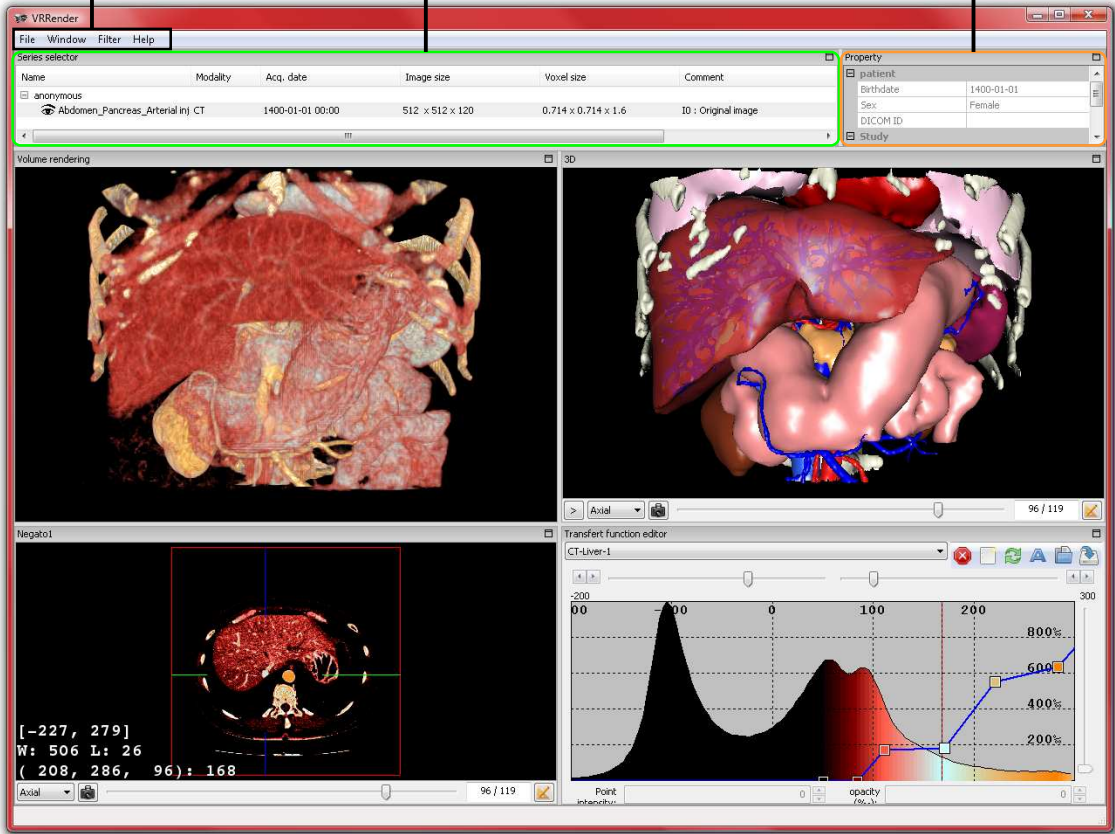 VRRender
File Window Filter Help
Series selector
Property
Name Modality Acq. date Image size Voxel size Comment
anonymous
Abdomen_Pancreas_Arterial inj CT 1400-01-01 00:00 512 x 512 x 120 0.714 x 0.714 x 1.6 I0 : Original image
patient
Birthdate 1400-01-01
Sex Female
DICOM ID
Study
Volume rendering
3D
> Axial 96 / 119
Negato1
[-227, 279]
W: 506 L: 26
( 208, 286, 96): 168
Axial 96 / 119
Transfert function editor
CT-Liver-1
A
-200 300
00 0 100 200
800%
600%
400%
200%
Point intensity: 0 opacity (%.): 0